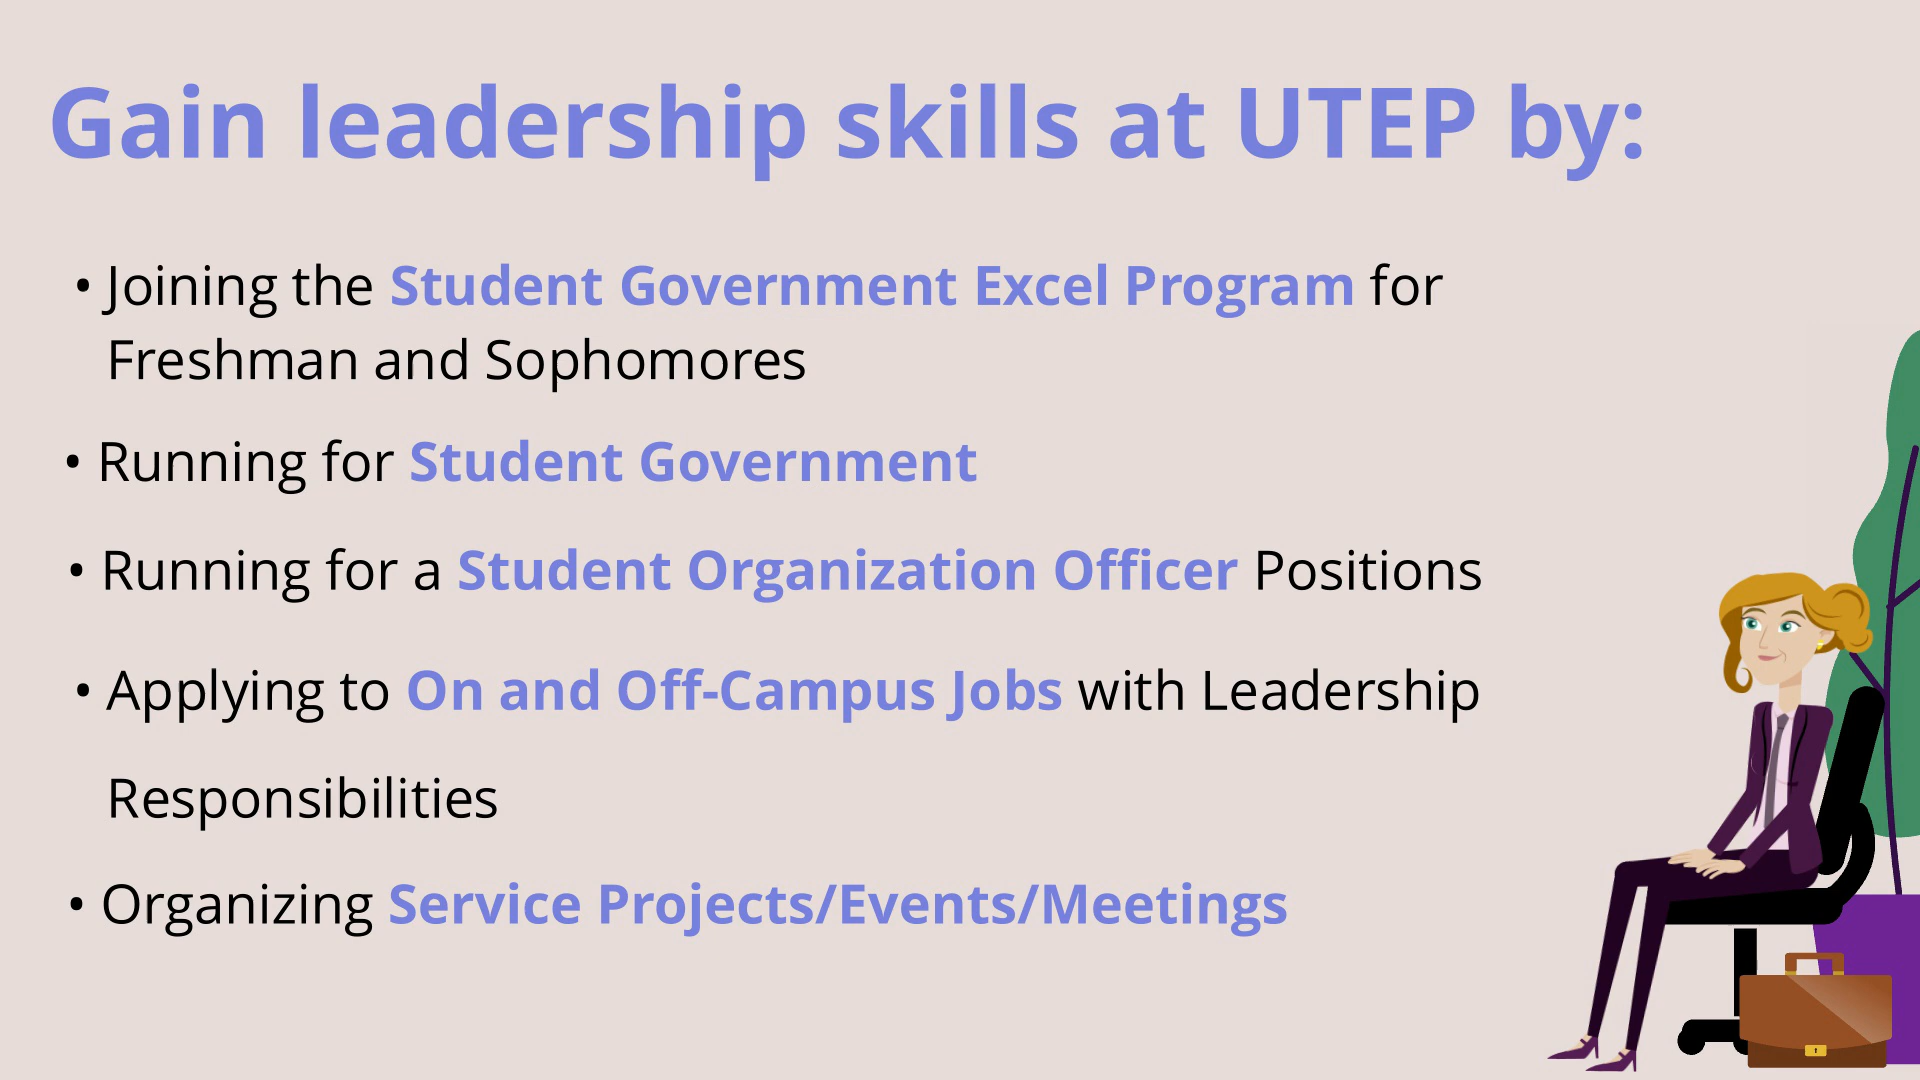 Gain leadership skills at UTEP by:
• Joining the Student Government Excel Program for
Freshman and Sophomores
• Running for Student Government
• Running for a Student Organization Officer Positions
• Applying to On and Off-Campus Jobs with Leadership
Responsibilities
• Organizing Service Projects/Events/Meetings